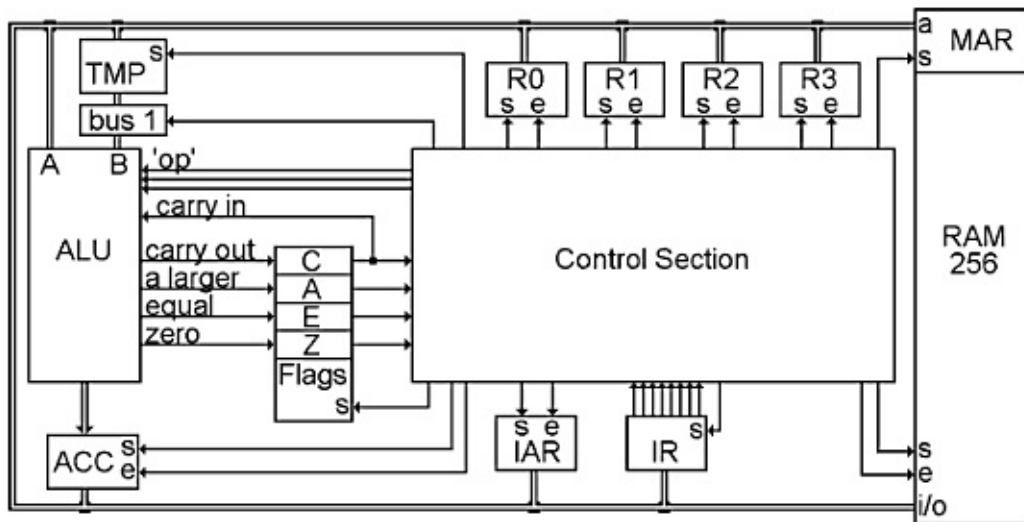 a
MAR
s
s
TMP
R0
R1
R2
R3
s e
s e
s e
s e
bus 1
A
B
'op'
carry in
ALU
carry out
C
Control Section
RAM
256
a larger
A
equal
E
zero
Z
Flags
s
s
ACC
e
s e
IAR
s
IR
s
e
i/o